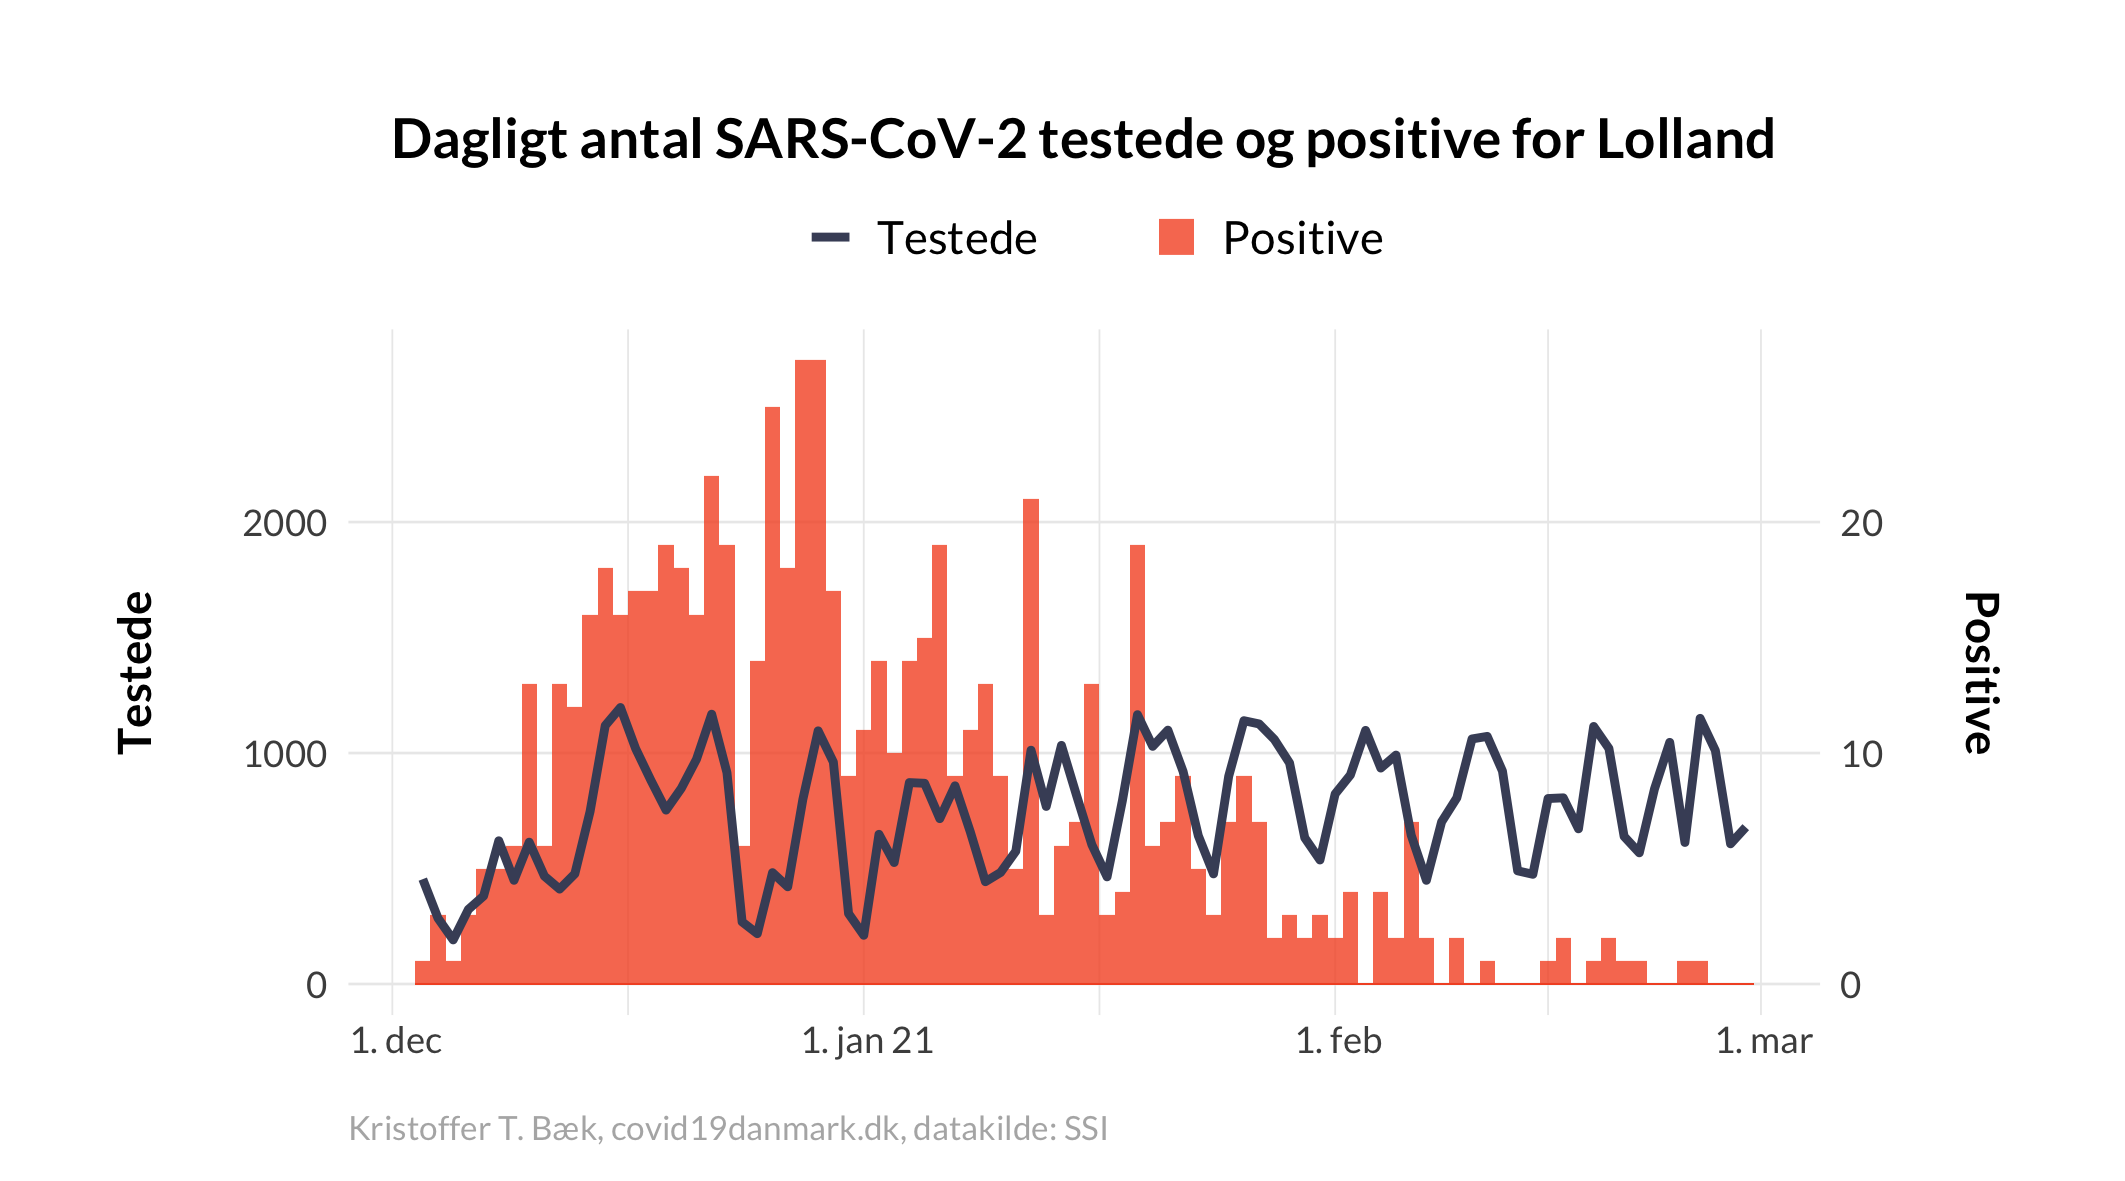 Dagligt antal SARS-CoV-2 testede og positive for Lolland
Testede
Positive
2000
1000
0
20
10
0
Testede
Positive
1. dec
1. jan 21
1. feb
1. mar
Kristoffer T. Bæk, covid19danmark.dk, datakilde: SSI